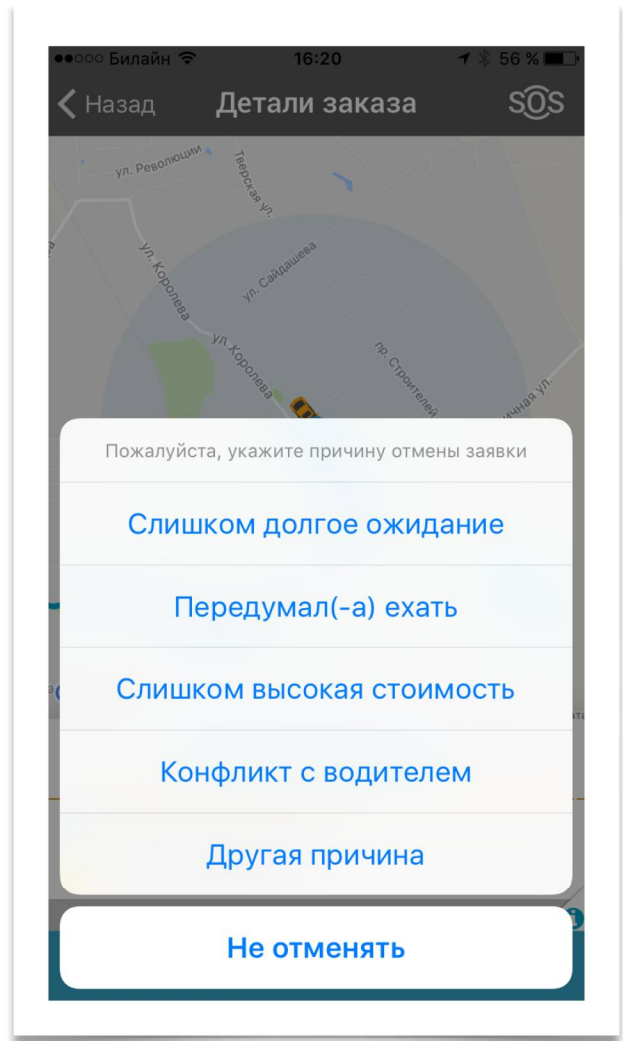 ●●○○○ Билайн 16:20 56 %
Назад Детали заказа SOS
ул. Революции
Тверская ул.
ул. Королева
ул. Сайдашева
ул. Королева
пр. Строителей
Пожалуйста, укажите причину отмены заявки
Слишком долгое ожидание
Передумал(-а) ехать
Слишком высокая стоимость
Конфликт с водителем
Другая причина
Не отменять